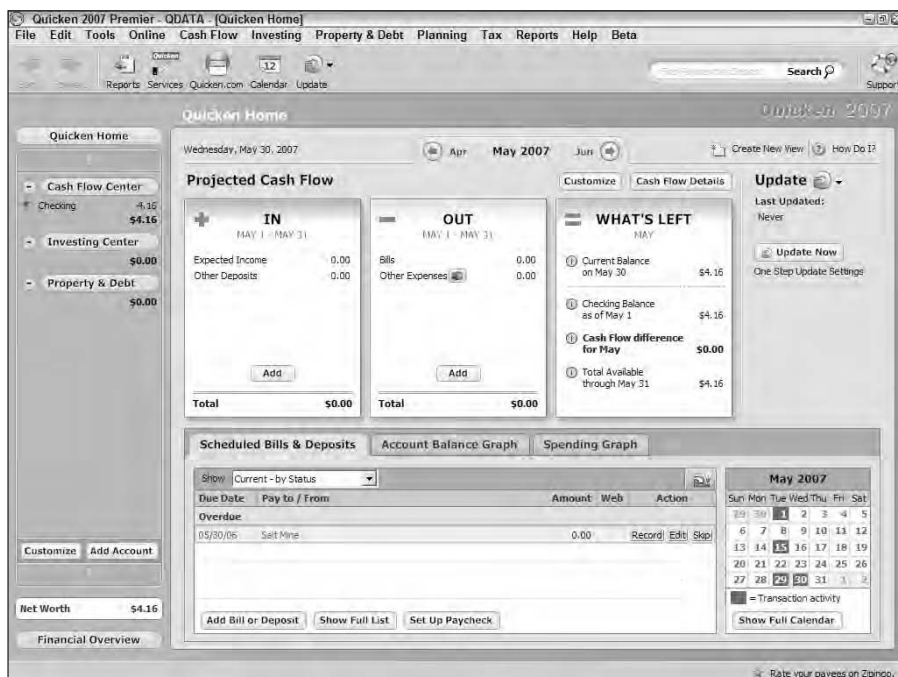 Quicken 2007 Premier - QDATA - [Quicken Home]
File Edit Tools Online Cash Flow Investing Property & Debt Planning Tax Reports Help Beta
Quicken
Reports Services Quicken.com Calendar Update
12
Search
Support
Quicken Home
Quicken 2007
Quicken Home
- Cash Flow Center
Checking 4.16
$4.16
- Investing Center
$0.00
- Property & Debt
$0.00
Customize Add Account
Net Worth $4.16
Financial Overview
Wednesday, May 30, 2007
Apr May 2007 Jun
Create New View How Do I?
Projected Cash Flow
Customize Cash Flow Details
IN
MAY 1 - MAY 31
Expected Income 0.00
Other Deposits 0.00
Add
Total $0.00
OUT
MAY 1 - MAY 31
Bills 0.00
Other Expenses 0.00
Add
Total $0.00
WHAT'S LEFT
MAY
Current Balance
on May 30 $4.16
Checking Balance
as of May 1 $4.16
Cash Flow difference
for May $0.00
Total Available
through May 31 $4.16
Update
Last Updated:
Never
Update Now
One Step Update Settings
Scheduled Bills & Deposits Account Balance Graph Spending Graph
Show Current - by Status
Due Date Pay to / From Amount Web Action
Overdue
05/30/06 Salt Mine 0.00 Record Edit Skip
Add Bill or Deposit Show Full List Set Up Paycheck
May 2007
Sun Mon Tue Wed Thu Fri Sat
29 30 1 2 3 4 5
6 7 8 9 10 11 12
13 14 15 16 17 18 19
20 21 22 23 24 25 26
27 28 29 30 31 1 2
= Transaction activity
Show Full Calendar
Rate your payees on Zipingo.